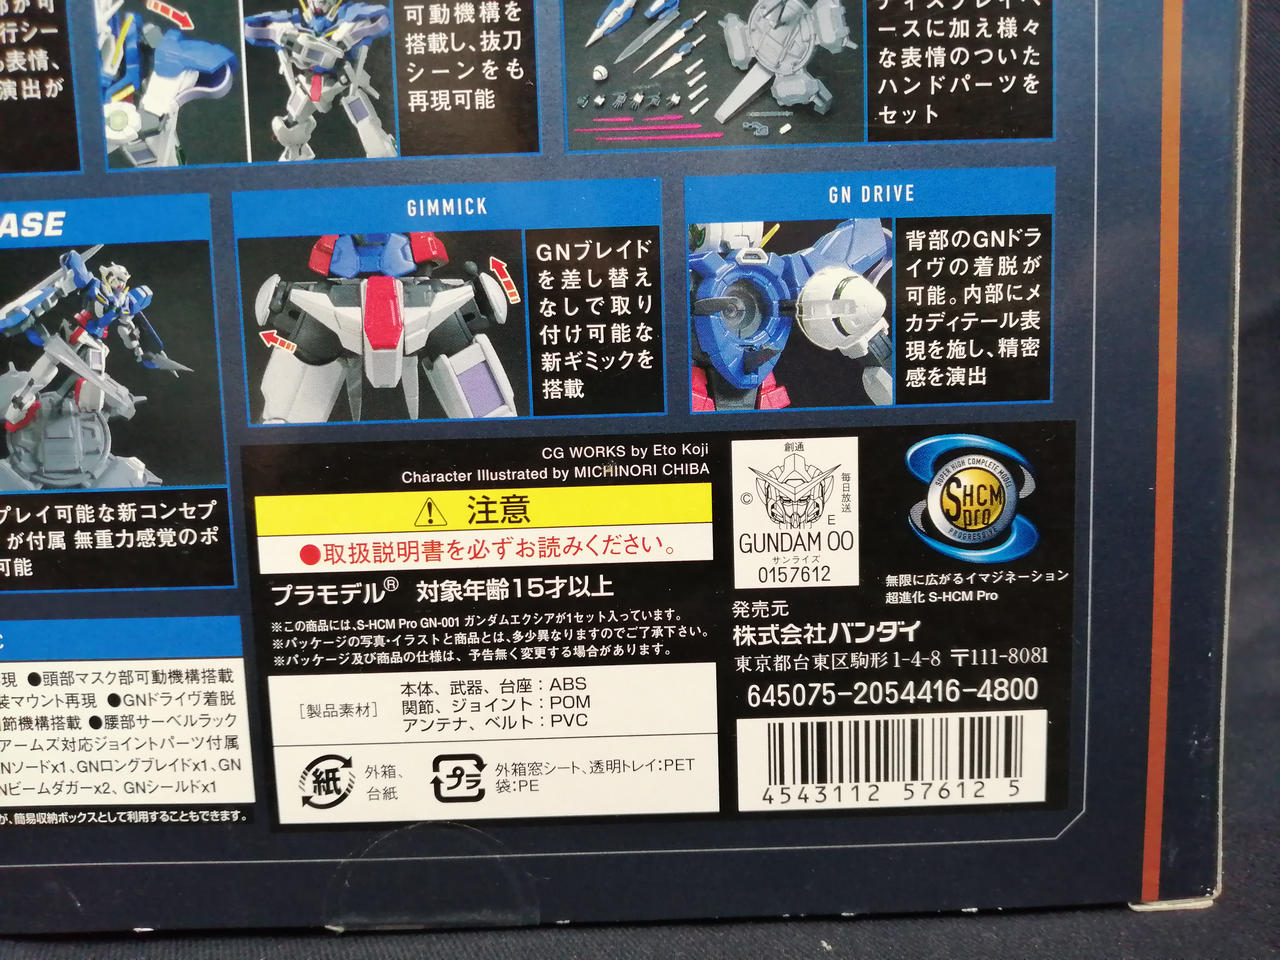 行シー
表情、
演出が
可動機構を
搭載し、抜刀
シーンをも
再現可能
ディスプレイベ
ースに加え様々
な表情のついた
ハンドパーツを
セット
ASE
プレイ可能な新コンセプ
が付属 無重力感覚のポ
可能
GIMMICK
GNブレイド
を差し替え
なしで取り
付け可能な
新ギミックを
搭載
GN DRIVE
背部のGNドラ
イヴの着脱が
可能。内部にメ
カディテール表
現を施し、精密
感を演出
現 ●頭部マスク部可動機構搭載
装マウント再現 ●GNドライヴ着脱
節機構搭載 ●腰部サーベルラック
アームズ対応ジョイントパーツ付属
Nソードx1、GNロングブレイドx1、GN
Nビームダガーx2、GNシールドx1
が、簡易収納ボックスとして利用することもできます。
CG WORKS by Eto Koji
Character Illustrated by MICHINORI CHIBA
注意
●取扱説明書を必ずお読みください。
プラモデル® 対象年齢15才以上
※この商品には、S-HCM Pro GN-001 ガンダムエクシアが1セット入っています。
※パッケージの写真・イラストと商品とは、多少異なりますのでご了承下さい。
※パッケージ及び商品の仕様は、予告無く変更する場合があります。
[製品素材]
本体、武器、台座：ABS
関節、ジョイント：POM
アンテナ、ベルト：PVC
紙
外箱、
台紙
プラ
外箱窓シート、透明トレイ：PET
袋：PE
創通
©
毎日放送
E
GUNDAM 00
サンライズ
0157612
SUPER HIGH COMPLETE MODEL
SHCM
pro
PROGRESSIVE
無限に広がるイマジネーション
超進化 S-HCM Pro
発売元
株式会社バンダイ
東京都台東区駒形1-4-8 〒111-8081
645075-2054416-4800
4543112 57612 5